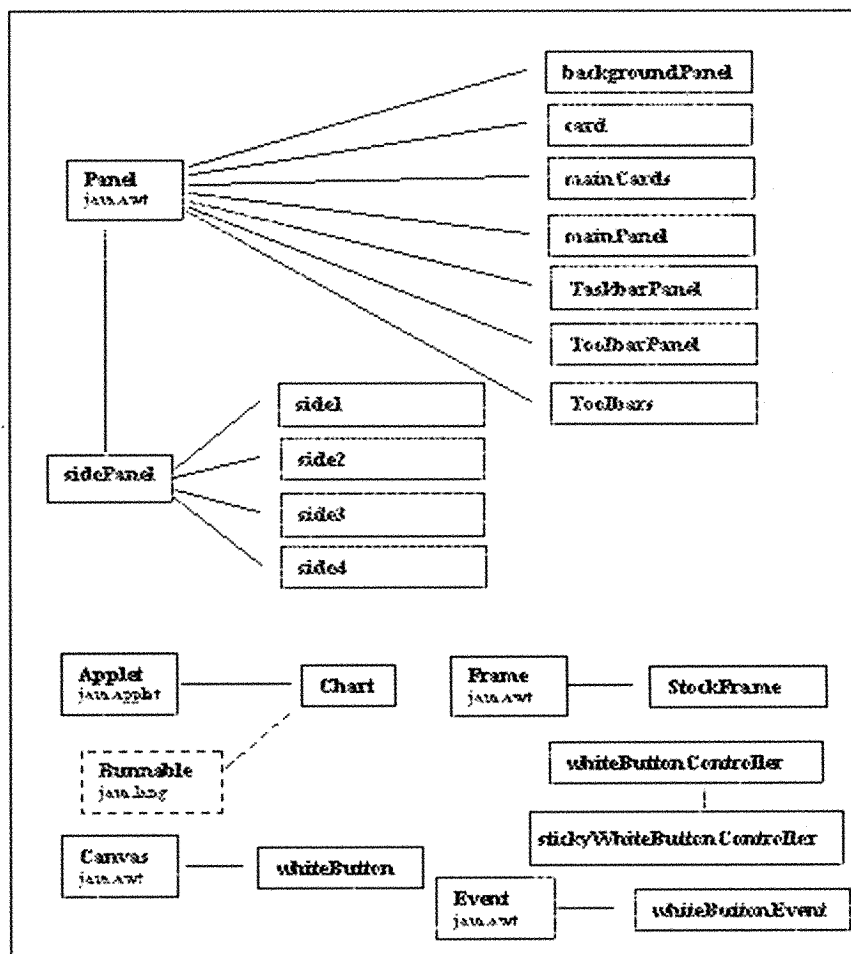 backgroundPanel
card
Panel
java.awt
mainCards
mainPanel
TaskbarPanel
ToolbarPanel
Toolbars
side1
sidePanel
side2
side3
side4
Applet
java.applet
Chart
Frame
java.awt
StockFrame
Runnable
java.lang
whiteButtonController
stickyWhiteButtonController
Canvas
java.awt
whiteButton
Event
java.awt
whiteButtonEvent